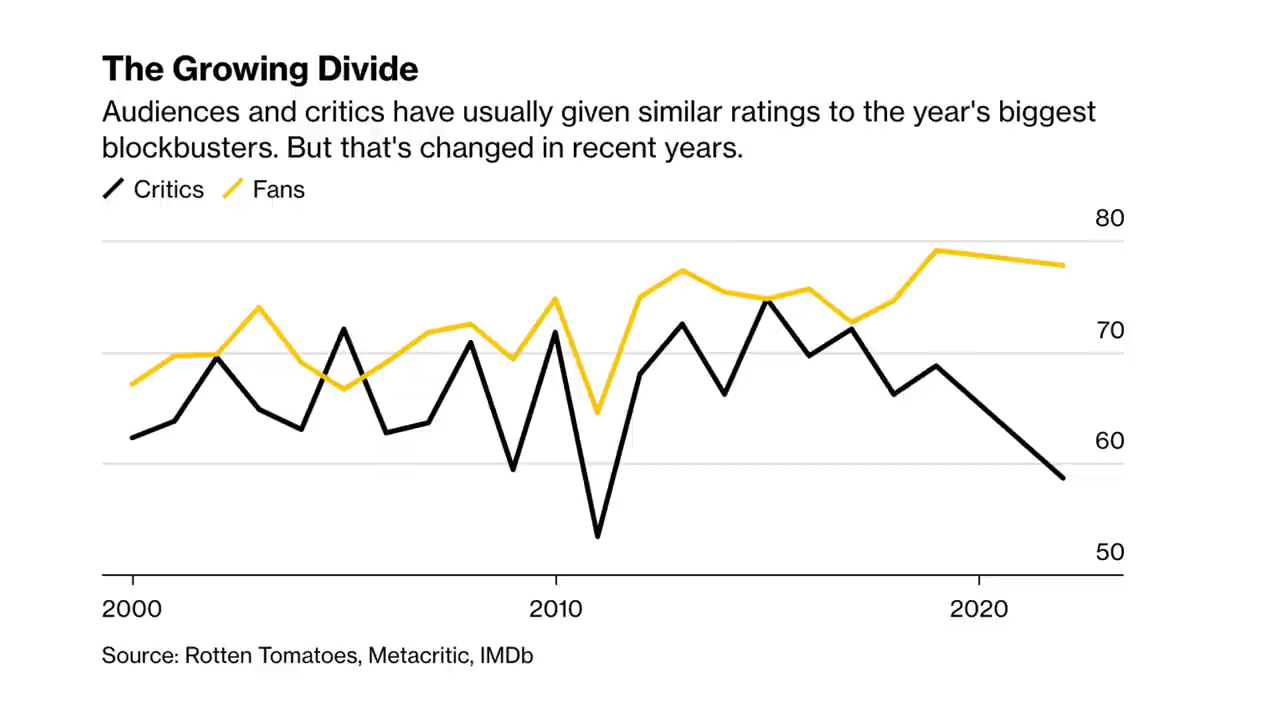 The Growing Divide
Audiences and critics have usually given similar ratings to the year's biggest
blockbusters. But that's changed in recent years.
Critics Fans
80
70
60
50
2000 2010 2020
Source: Rotten Tomatoes, Metacritic, IMDb